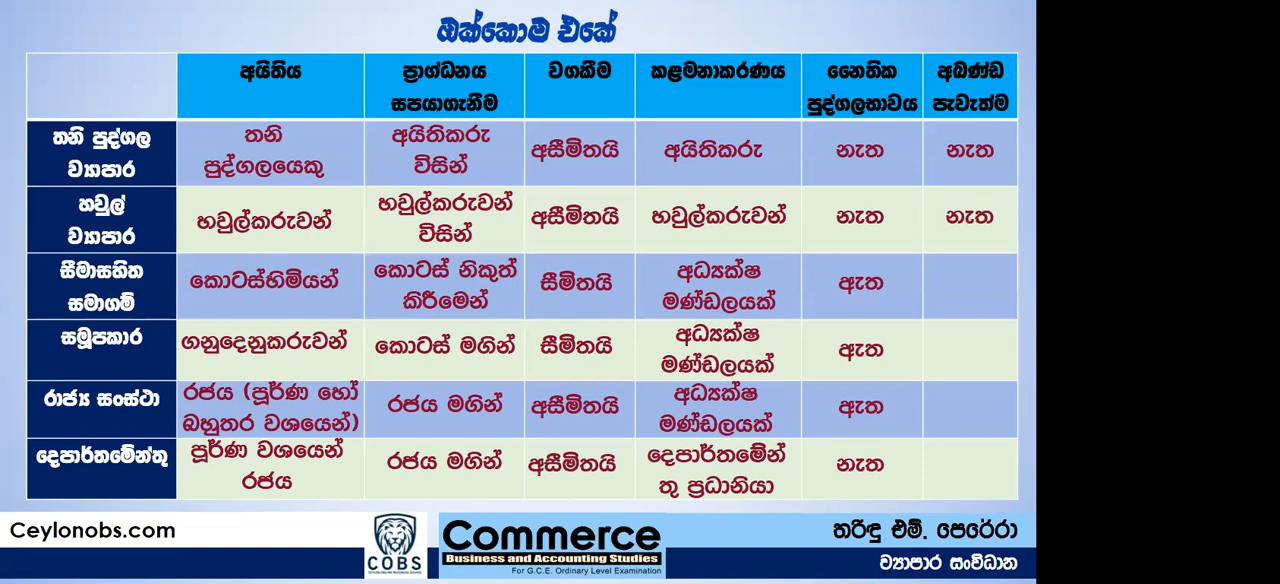 ඔක්කොම එකේ
අයිතිය
ප්‍රාග්ධනය
සපයාගැනීම
වගකීම
කළමනාකරණය
නෛතික
පුද්ගලභාවය
අඛණ්ඩ
පැවැත්ම
තනි පුද්ගල
ව්‍යාපාර
තනි
පුද්ගලයෙකු
අයිතිකරු
විසින්
අසීමිතයි
අයිතිකරු
නැත
නැත
හවුල්
ව්‍යාපාර
හවුල්කරුවන්
හවුල්කරුවන්
විසින්
අසීමිතයි
හවුල්කරුවන්
නැත
නැත
සීමාසහිත
සමාගම්
කොටස්හිමියන්
කොටස් නිකුත්
කිරීමෙන්
සීමිතයි
අධ්‍යක්ෂ
මණ්ඩලයක්
ඇත
සමූපකාර
ගනුදෙනුකරුවන්
කොටස් මගින්
සීමිතයි
අධ්‍යක්ෂ
මණ්ඩලයක්
ඇත
රාජ්‍ය සංස්ථා
රජය (පූර්ණ හෝ
බහුතර වශයෙන්)
රජය මගින්
අසීමිතයි
අධ්‍යක්ෂ
මණ්ඩලයක්
ඇත
දෙපාර්තමේන්තු
පූර්ණ වශයෙන්
රජය
රජය මගින්
අසීමිතයි
දෙපාර්තමේන්
තු ප්‍රධානියා
නැත
Ceylonobs.com
COBS
Commerce
Business and Accounting Studies
For G.C.E. Ordinary Level Examination
තරිඳු එම්. පෙරේරා
ව්‍යාපාර සංවිධාන